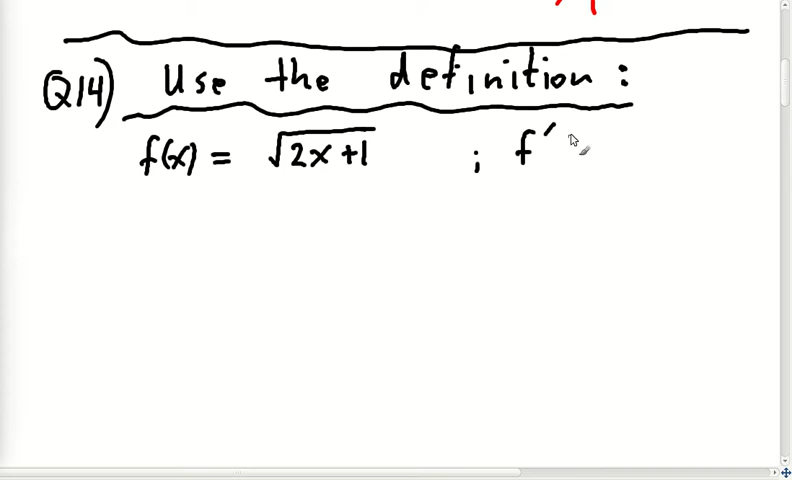 Q14) Use the definition :
f(x) = √2x+1 ; f′